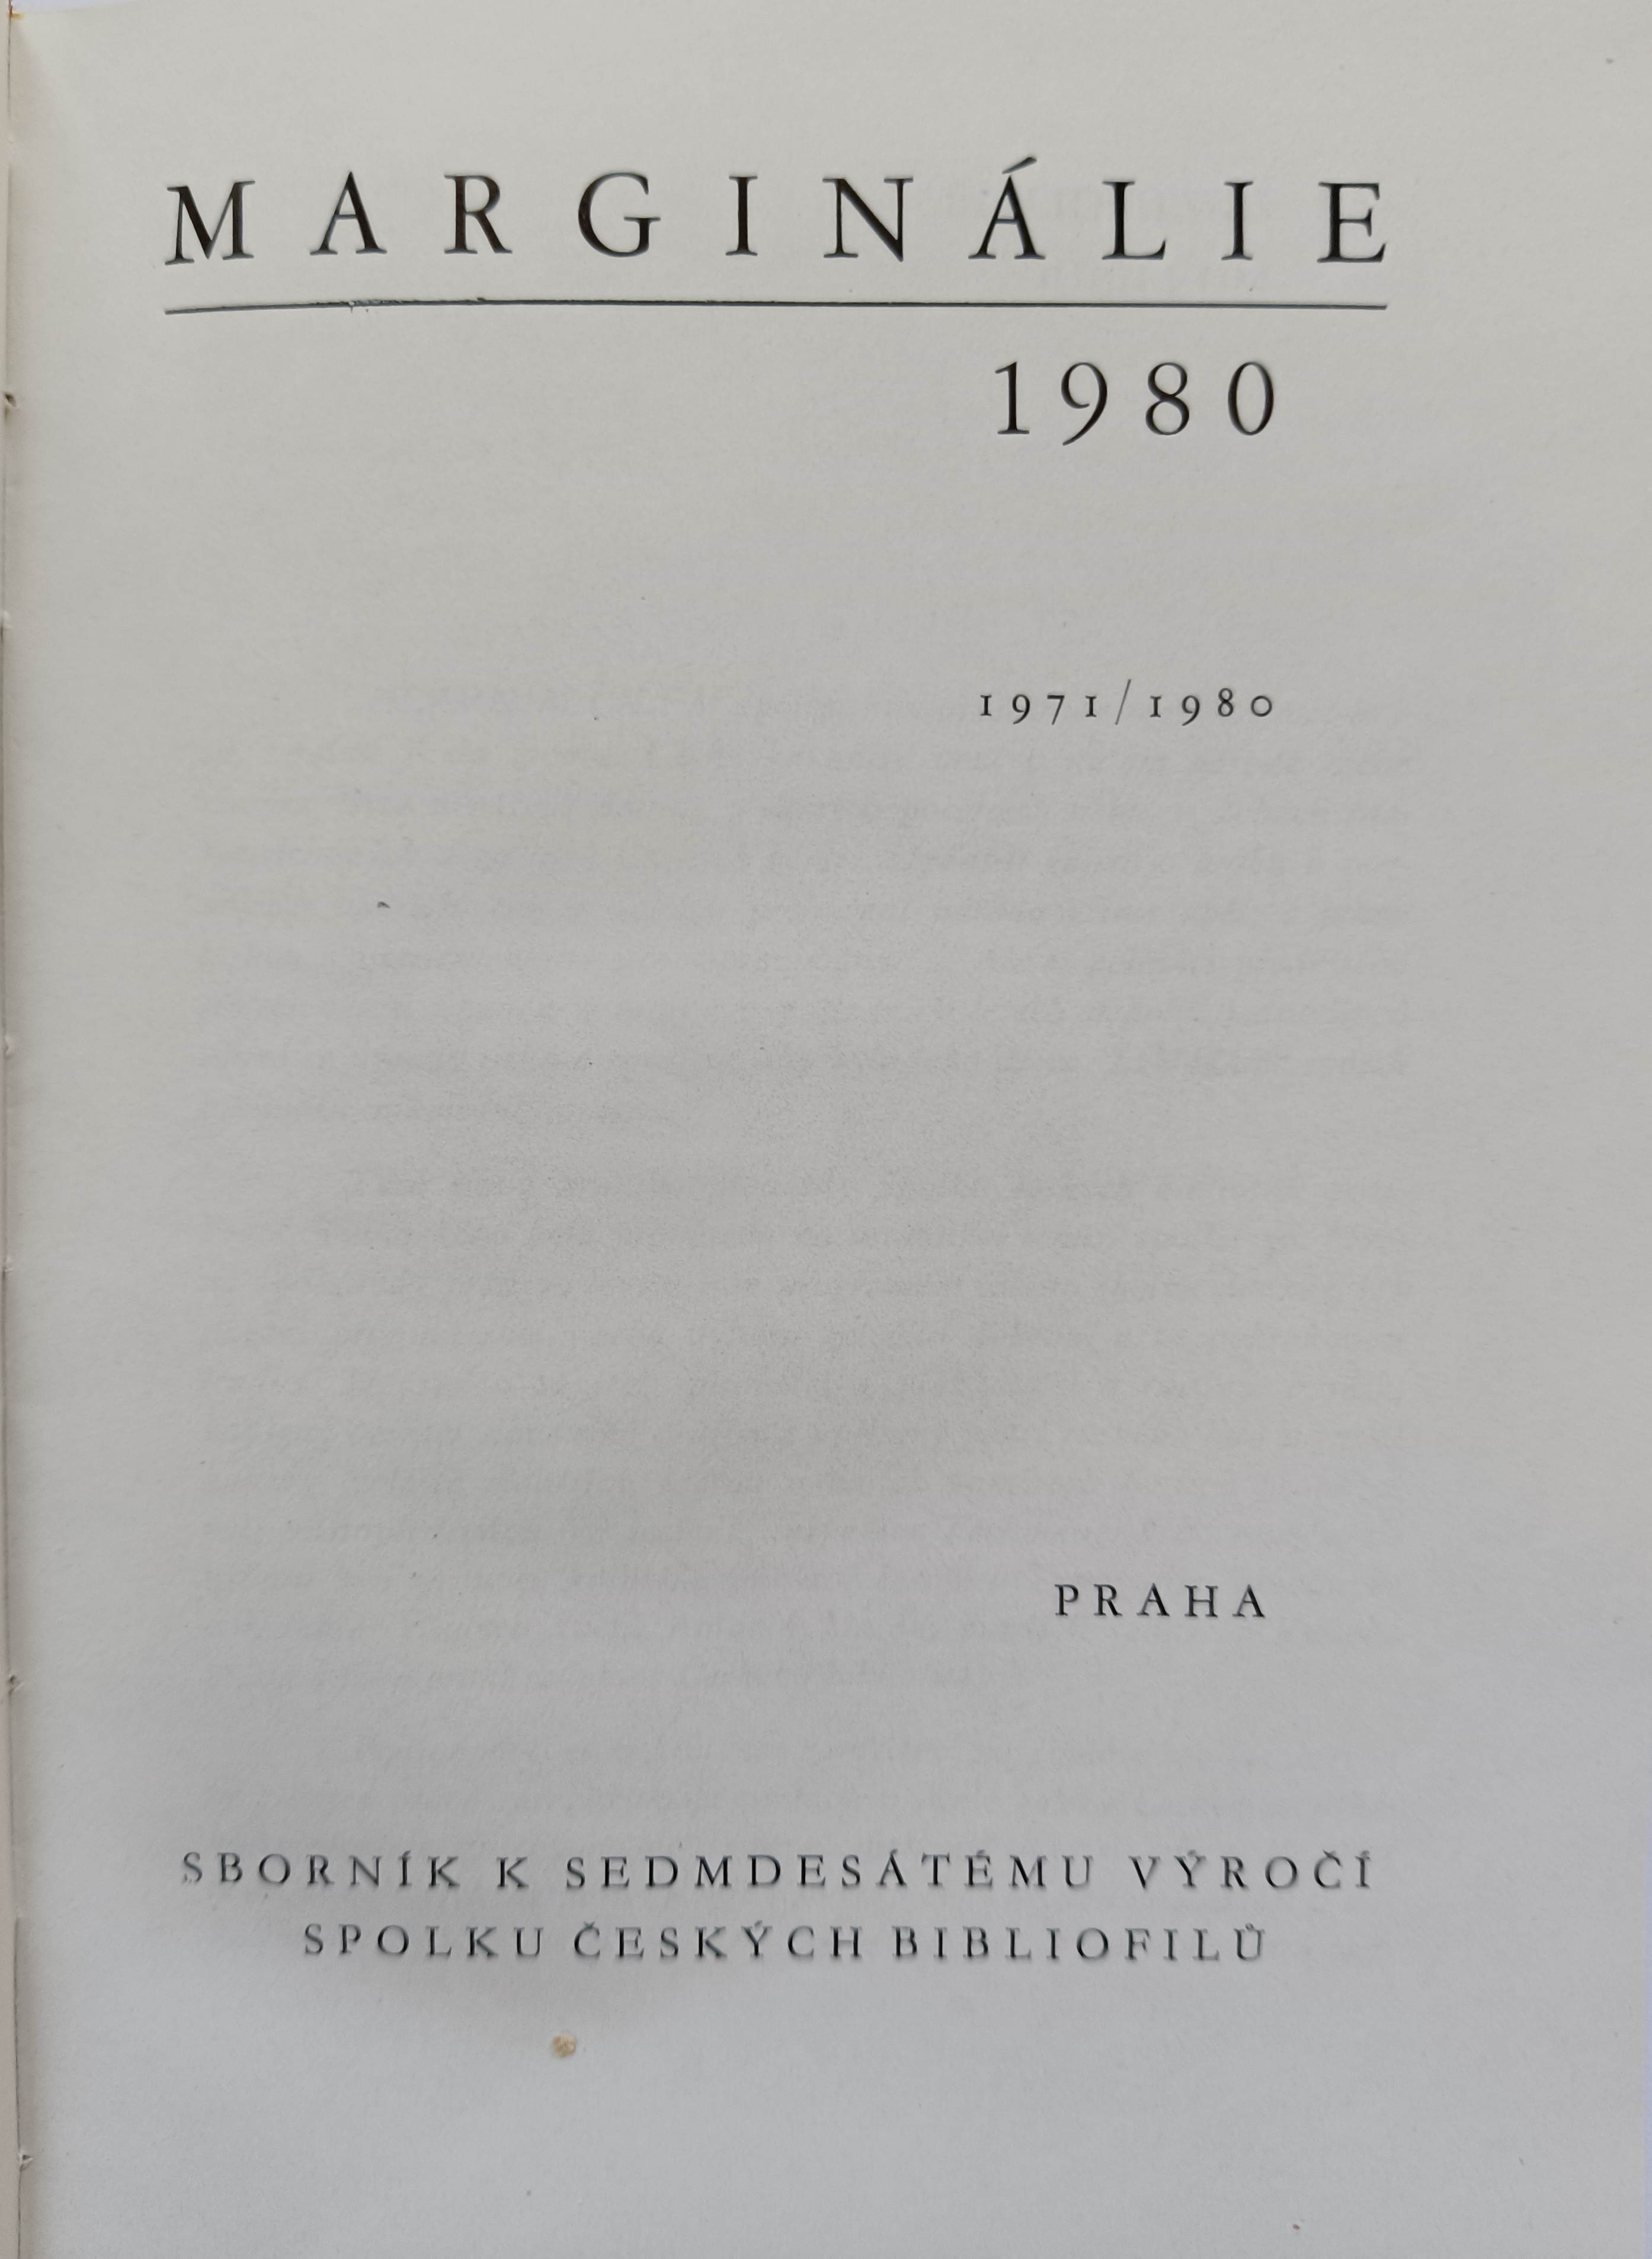 MARGINÁLIE
1980
1971/1980
PRAHA
SBORNÍK K SEDMDESÁTÉMU VÝROČÍ
SPOLKU ČESKÝCH BIBLIOFILŮ